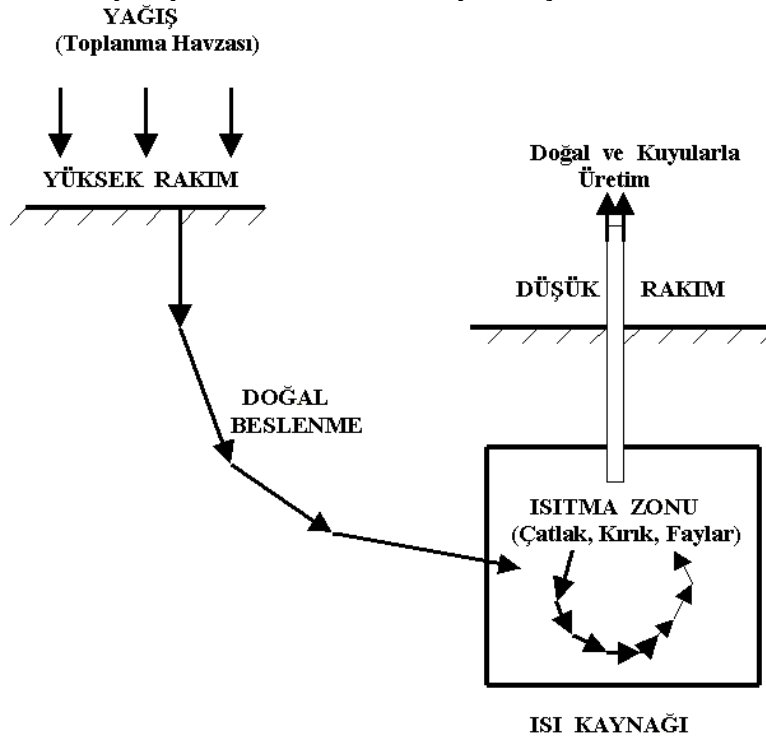 YAĞIŞ
(Toplanma Havzası)
YÜKSEK RAKIM
Doğal ve Kuyularla
Üretim
DÜŞÜK RAKIM
DOĞAL
BESLENME
ISITMA ZONU
(Çatlak, Kırık, Faylar)
ISI KAYNAĞI